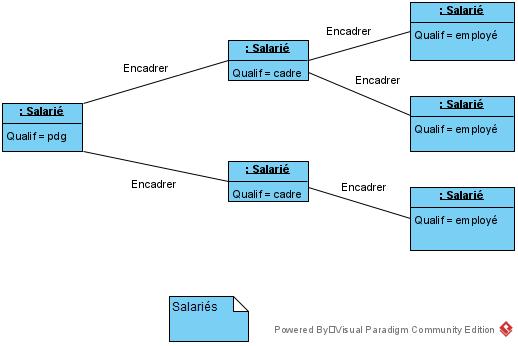 : Salarié
Qualif = employé
Encadrer
: Salarié
Qualif = cadre
Encadrer
Encadrer
: Salarié
Qualif = employé
: Salarié
Qualif = pdg
Encadrer
: Salarié
Qualif = cadre
Encadrer
: Salarié
Qualif = employé
Salariés
Powered By Visual Paradigm Community Edition